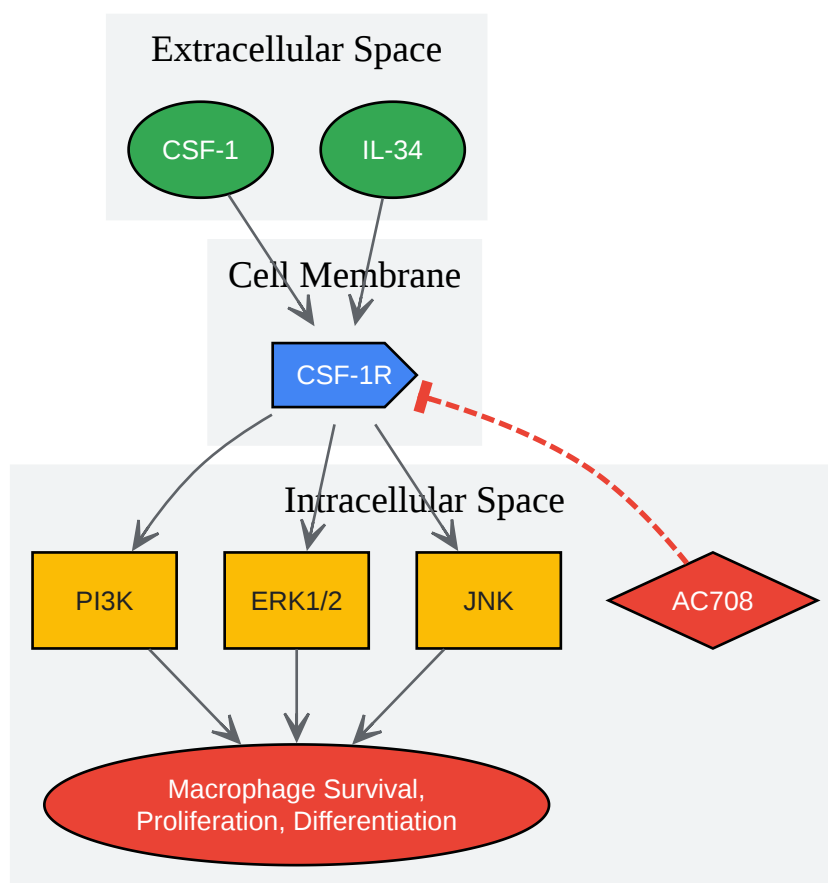 Extracellular Space
CSF-1
IL-34
Cell Membrane
CSF-1R
Intracellular Space
PI3K
ERK1/2
JNK
AC708
Macrophage Survival,
Proliferation, Differentiation